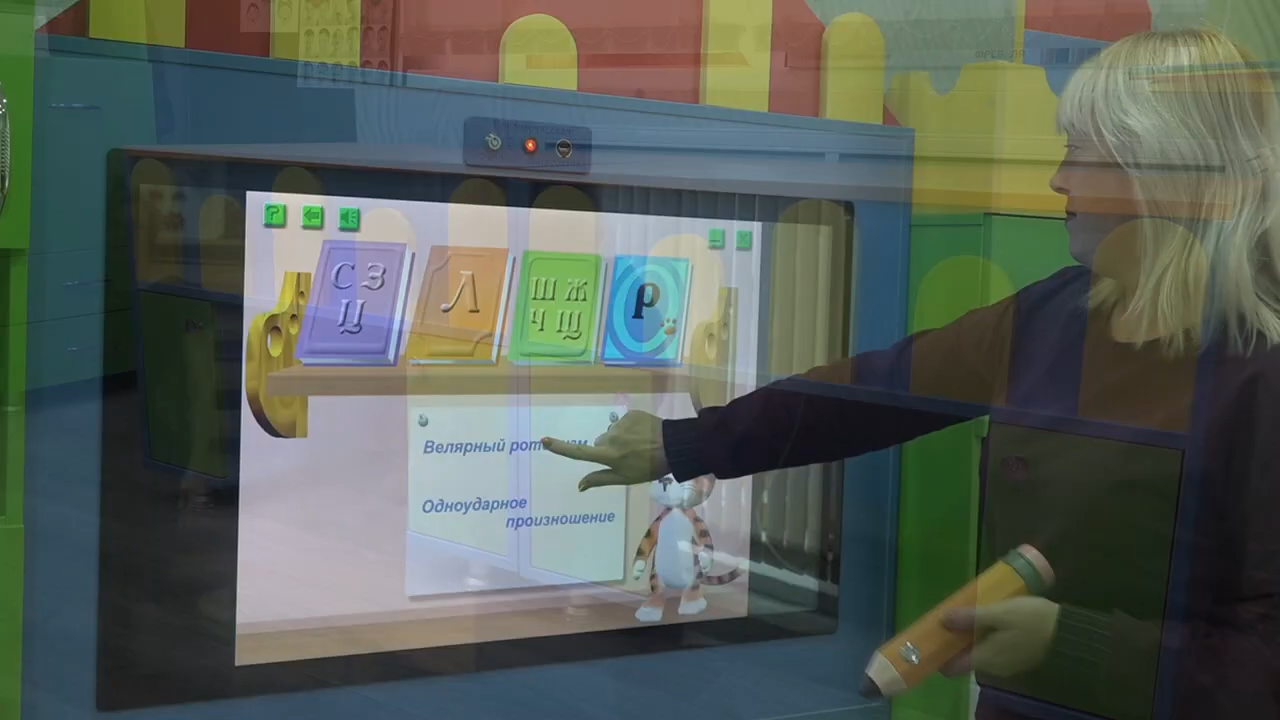 С З
Ц
Л
Ш Ж
Ч Щ
Р
Велярный
Одноударное
произношение